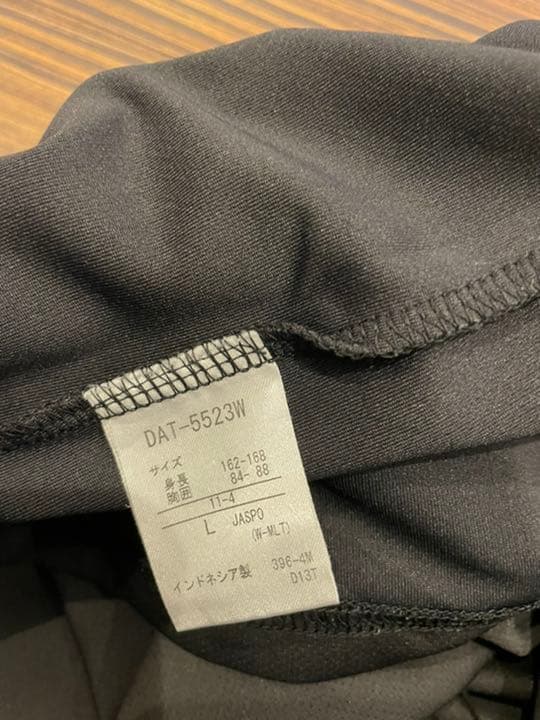 DAT-5523W
サイズ
身長 162-168
胸囲 84- 88
11-4
L JASPO
(W-MLT)
インドネシア製 396-4M
D13T